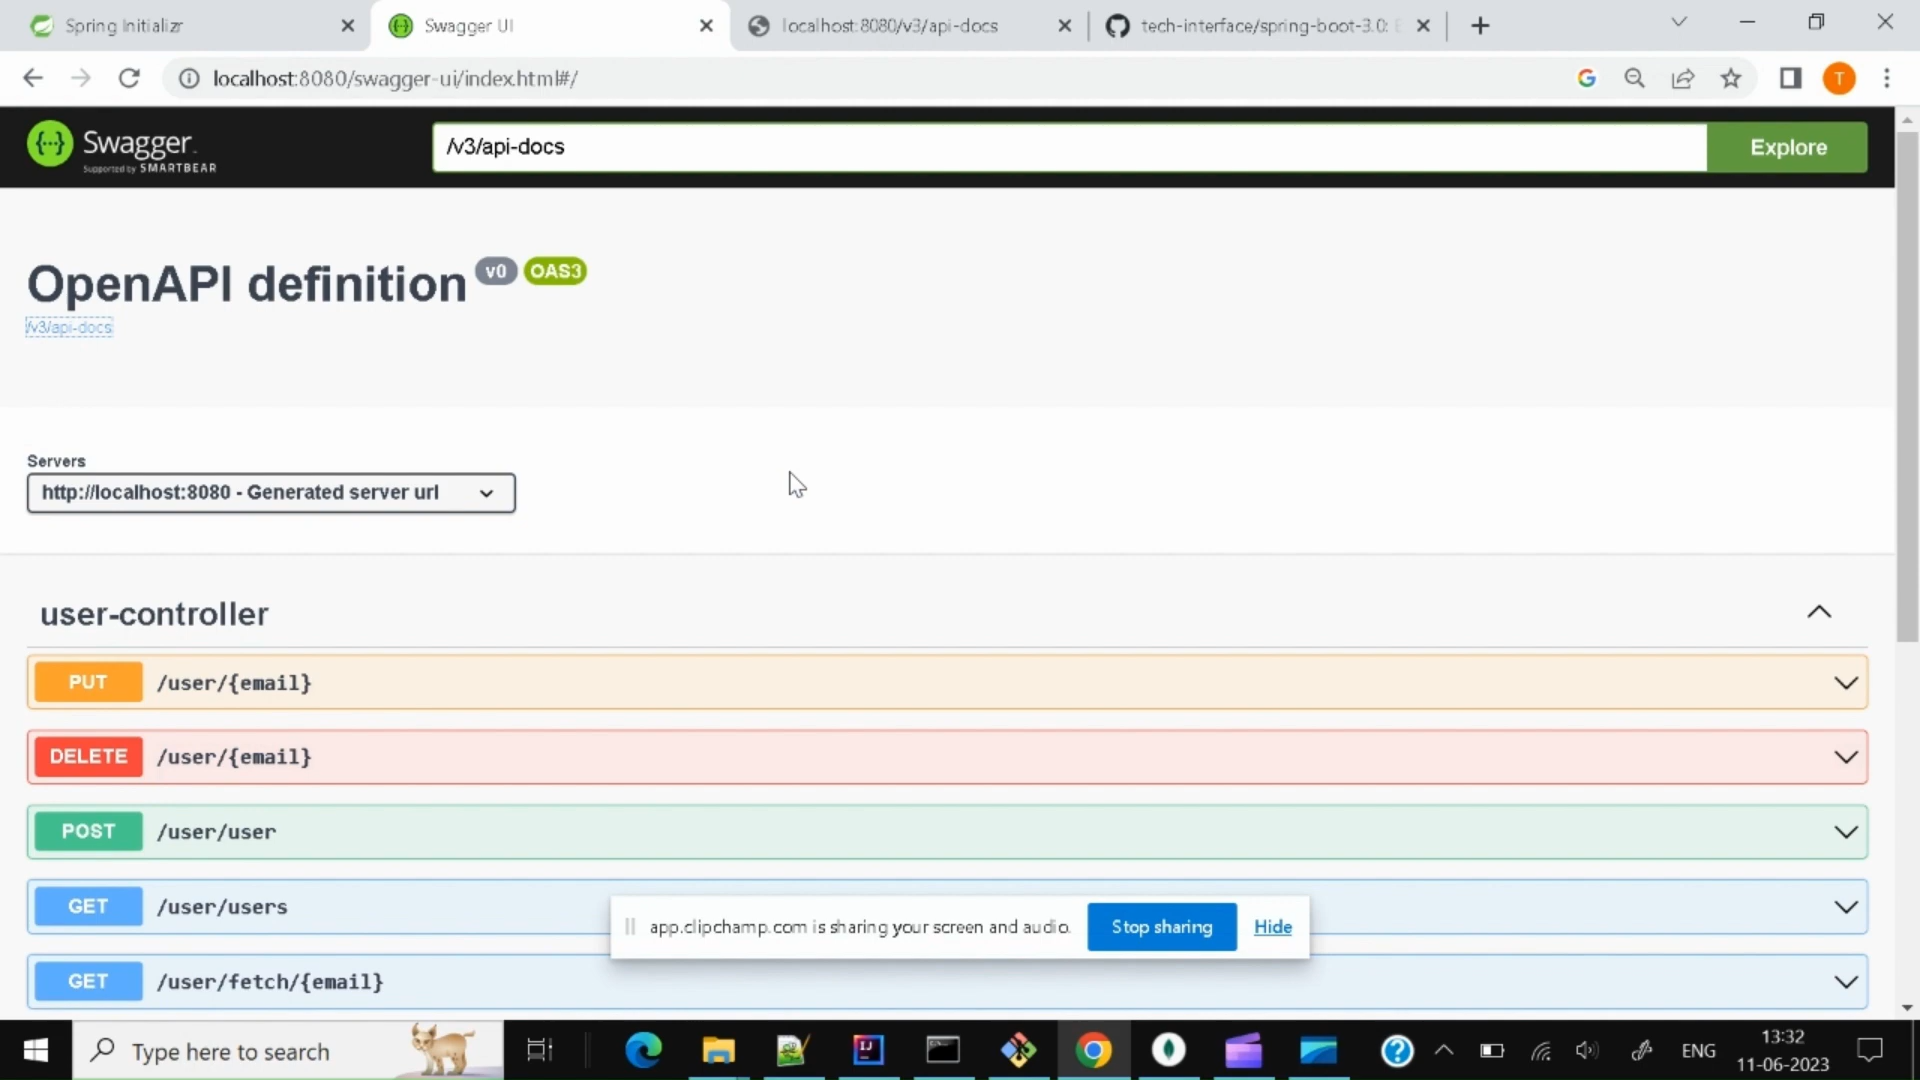 Spring Initializr
Swagger UI
localhost:8080/v3/api-docs
tech-interface/spring-boot-3.0:
localhost:8080/swagger-ui/index.html#/
T
Swagger.
Supported by SMARTBEAR
/v3/api-docs
Explore
OpenAPI definition v0 OAS3
/v3/api-docs
Servers
http://localhost:8080 - Generated server url
user-controller
PUT /user/{email}
DELETE /user/{email}
POST /user/user
GET /user/users
app.clipchamp.com is sharing your screen and audio.
Stop sharing
Hide
GET /user/fetch/{email}
Type here to search
ENG
13:32
11-06-2023